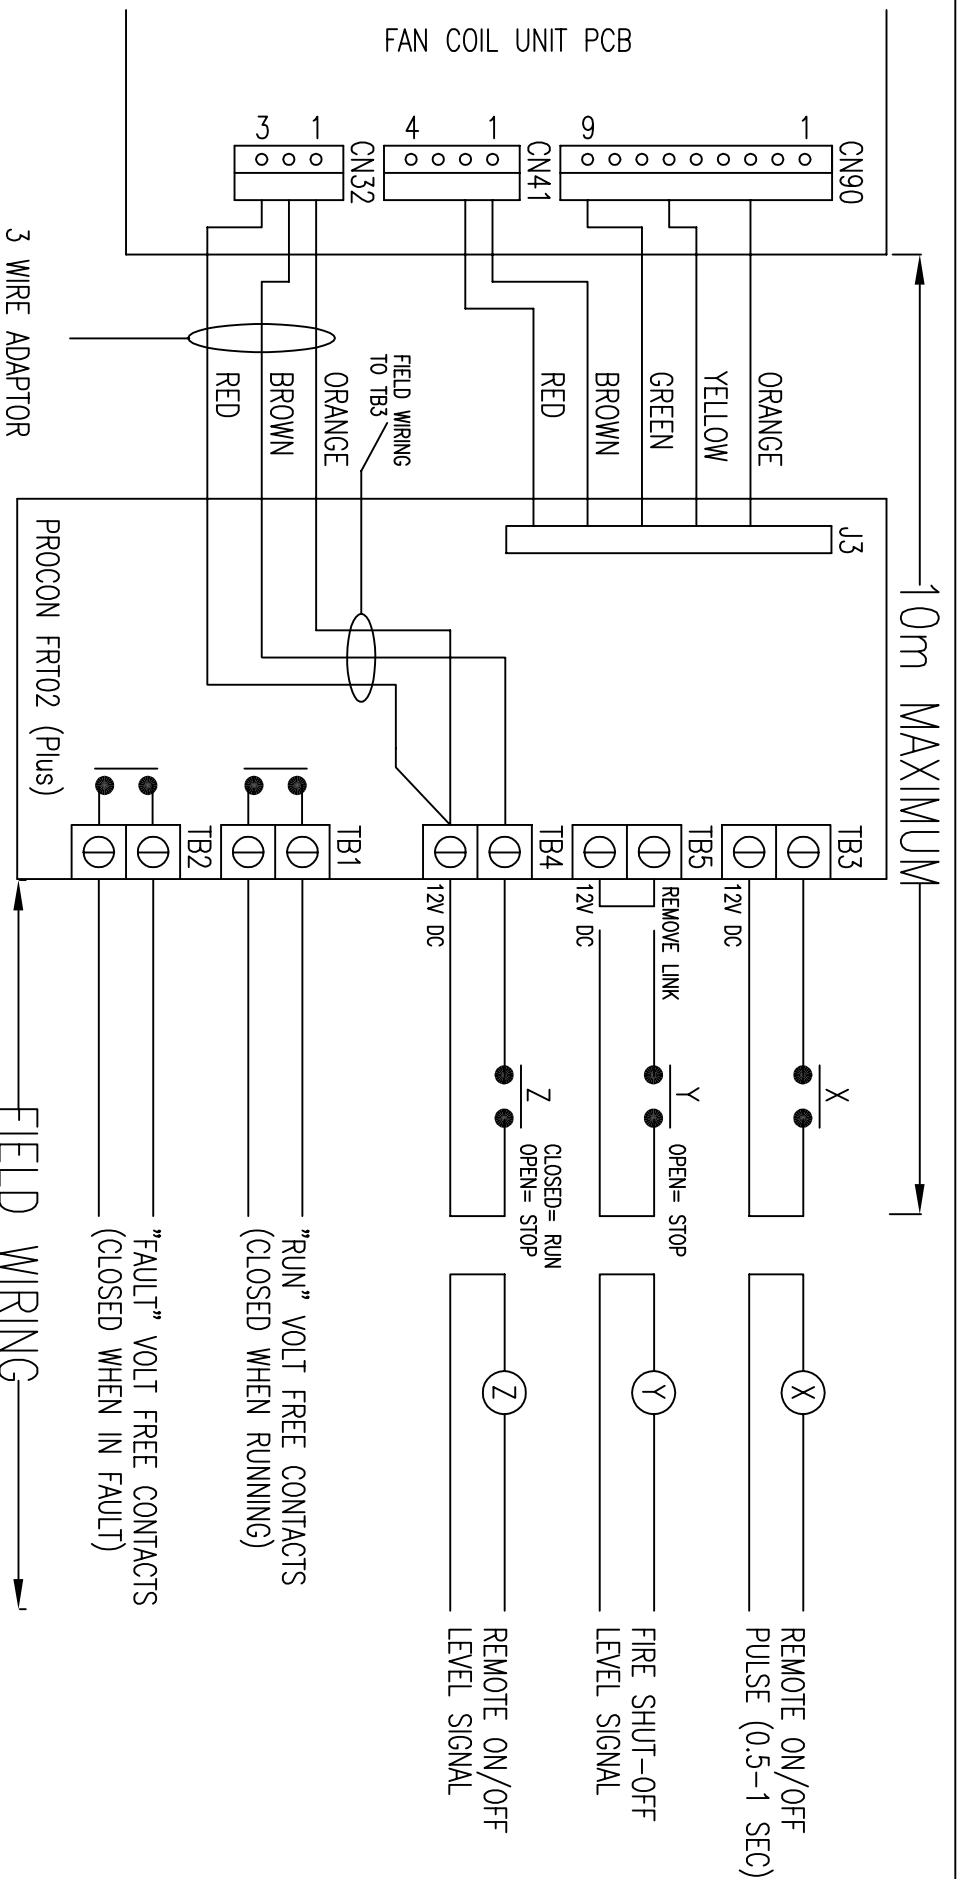 FAN COIL UNIT PCB
10m MAXIMUM
CN90
1
9
CN41
1
4
CN32
1
3
ORANGE
YELLOW
GREEN
BROWN
RED
FIELD WIRING
TO TB3
ORANGE
BROWN
RED
3 WIRE ADAPTOR
J3
PROCON FRT02 (Plus)
TB3
12V DC
TB5
12V DC
REMOVE LINK
TB4
12V DC
TB1
TB2
X
Y
OPEN= STOP
Z
CLOSED= RUN
OPEN= STOP
X
REMOTE ON/OFF
PULSE (0.5-1 SEC)
Y
FIRE SHUT-OFF
LEVEL SIGNAL
Z
REMOTE ON/OFF
LEVEL SIGNAL
"RUN" VOLT FREE CONTACTS
(CLOSED WHEN RUNNING)
"FAULT" VOLT FREE CONTACTS
(CLOSED WHEN IN FAULT)
FIELD WIRING